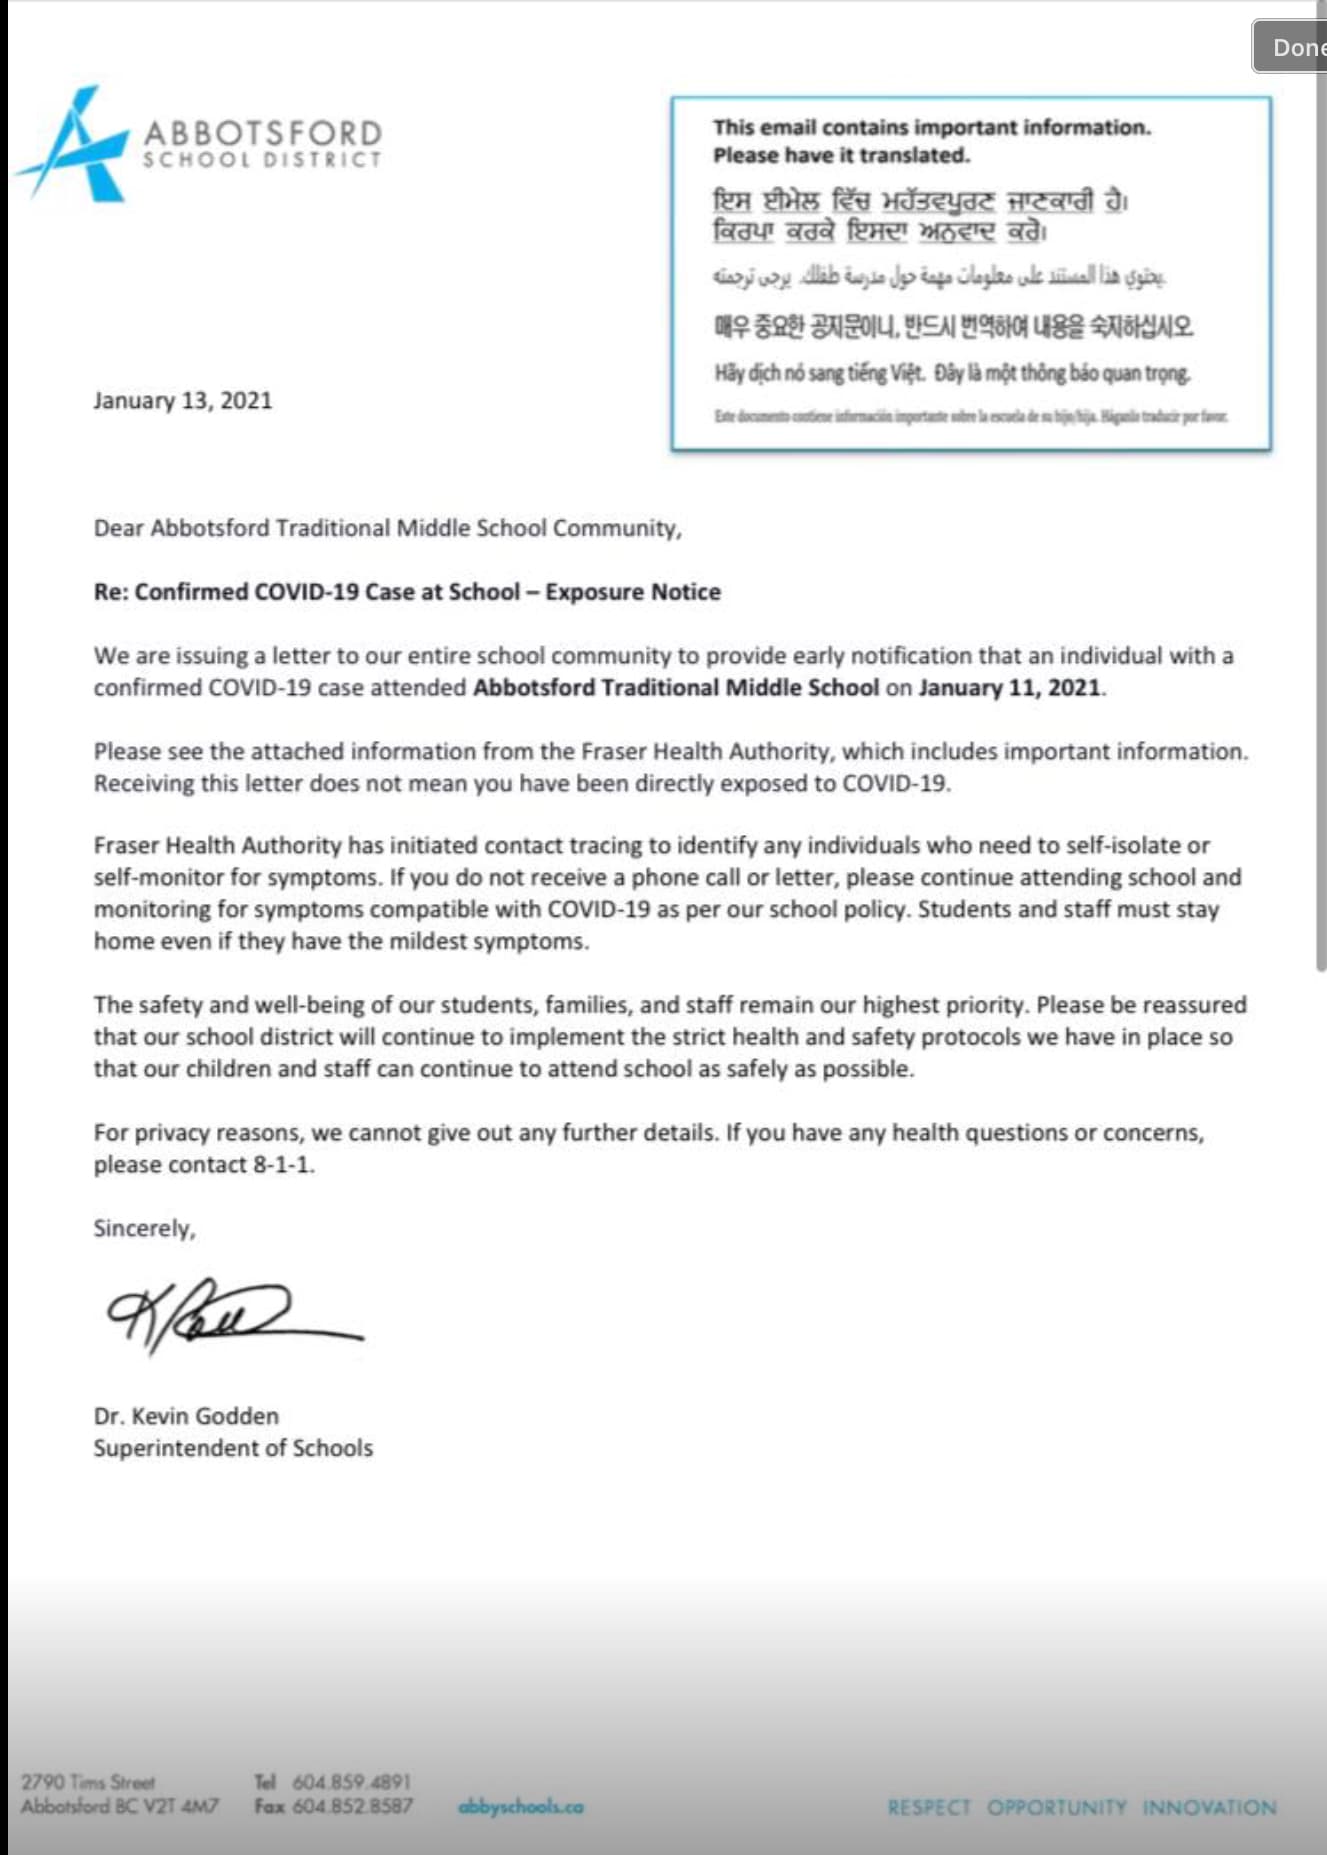 Done
ABBOTSFORD
SCHOOL DISTRICT
This email contains important information.
Please have it translated.
ਇਸ ਈਮੇਲ ਵਿੱਚ ਮਹੱਤਵਪੂਰਣ ਜਾਣਕਾਰੀ ਹੈ।
ਕਿਰਪਾ ਕਰਕੇ ਇਸਦਾ ਅਨੁਵਾਦ ਕਰੋ।
يحتوي هذا المستند على معلومات مهمة حول مدرسة طفلك. يرجى ترجمته
매우 중요한 공지문이니, 반드시 번역하여 내용을 숙지하십시오
Hãy dịch nó sang tiếng Việt. Đây là một thông báo quan trọng.
Este documento contiene información importante sobre la escuela de su hijo/hija. Hágaselo traducir por favor.
January 13, 2021
Dear Abbotsford Traditional Middle School Community,
Re: Confirmed COVID-19 Case at School – Exposure Notice
We are issuing a letter to our entire school community to provide early notification that an individual with a
confirmed COVID-19 case attended Abbotsford Traditional Middle School on January 11, 2021.
Please see the attached information from the Fraser Health Authority, which includes important information.
Receiving this letter does not mean you have been directly exposed to COVID-19.
Fraser Health Authority has initiated contact tracing to identify any individuals who need to self-isolate or
self-monitor for symptoms. If you do not receive a phone call or letter, please continue attending school and
monitoring for symptoms compatible with COVID-19 as per our school policy. Students and staff must stay
home even if they have the mildest symptoms.
The safety and well-being of our students, families, and staff remain our highest priority. Please be reassured
that our school district will continue to implement the strict health and safety protocols we have in place so
that our children and staff can continue to attend school as safely as possible.
For privacy reasons, we cannot give out any further details. If you have any health questions or concerns,
please contact 8-1-1.
Sincerely,
Dr. Kevin Godden
Superintendent of Schools
2790 Tims Street
Abbotsford BC V2T 4M7
Tel 604.859.4891
Fax 604.852.8587
abbyschools.ca
RESPECT OPPORTUNITY INNOVATION